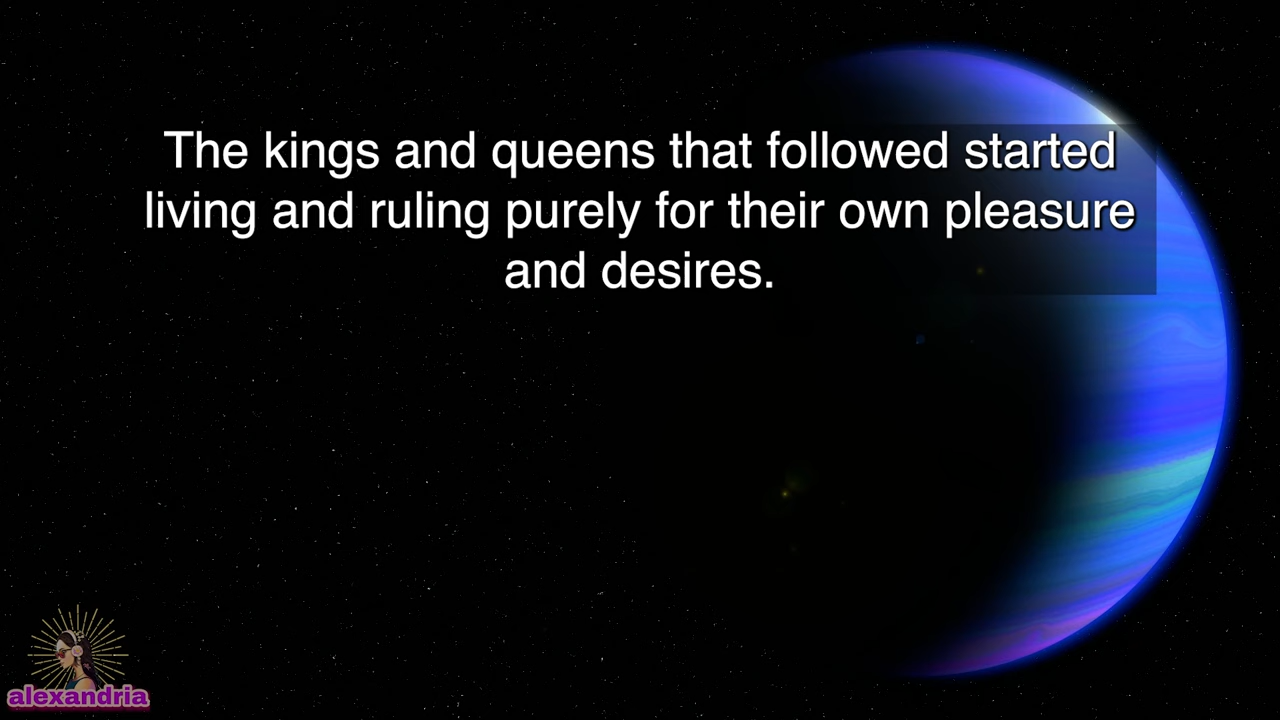 The kings and queens that followed started
living and ruling purely for their own pleasure
and desires.
alexandria